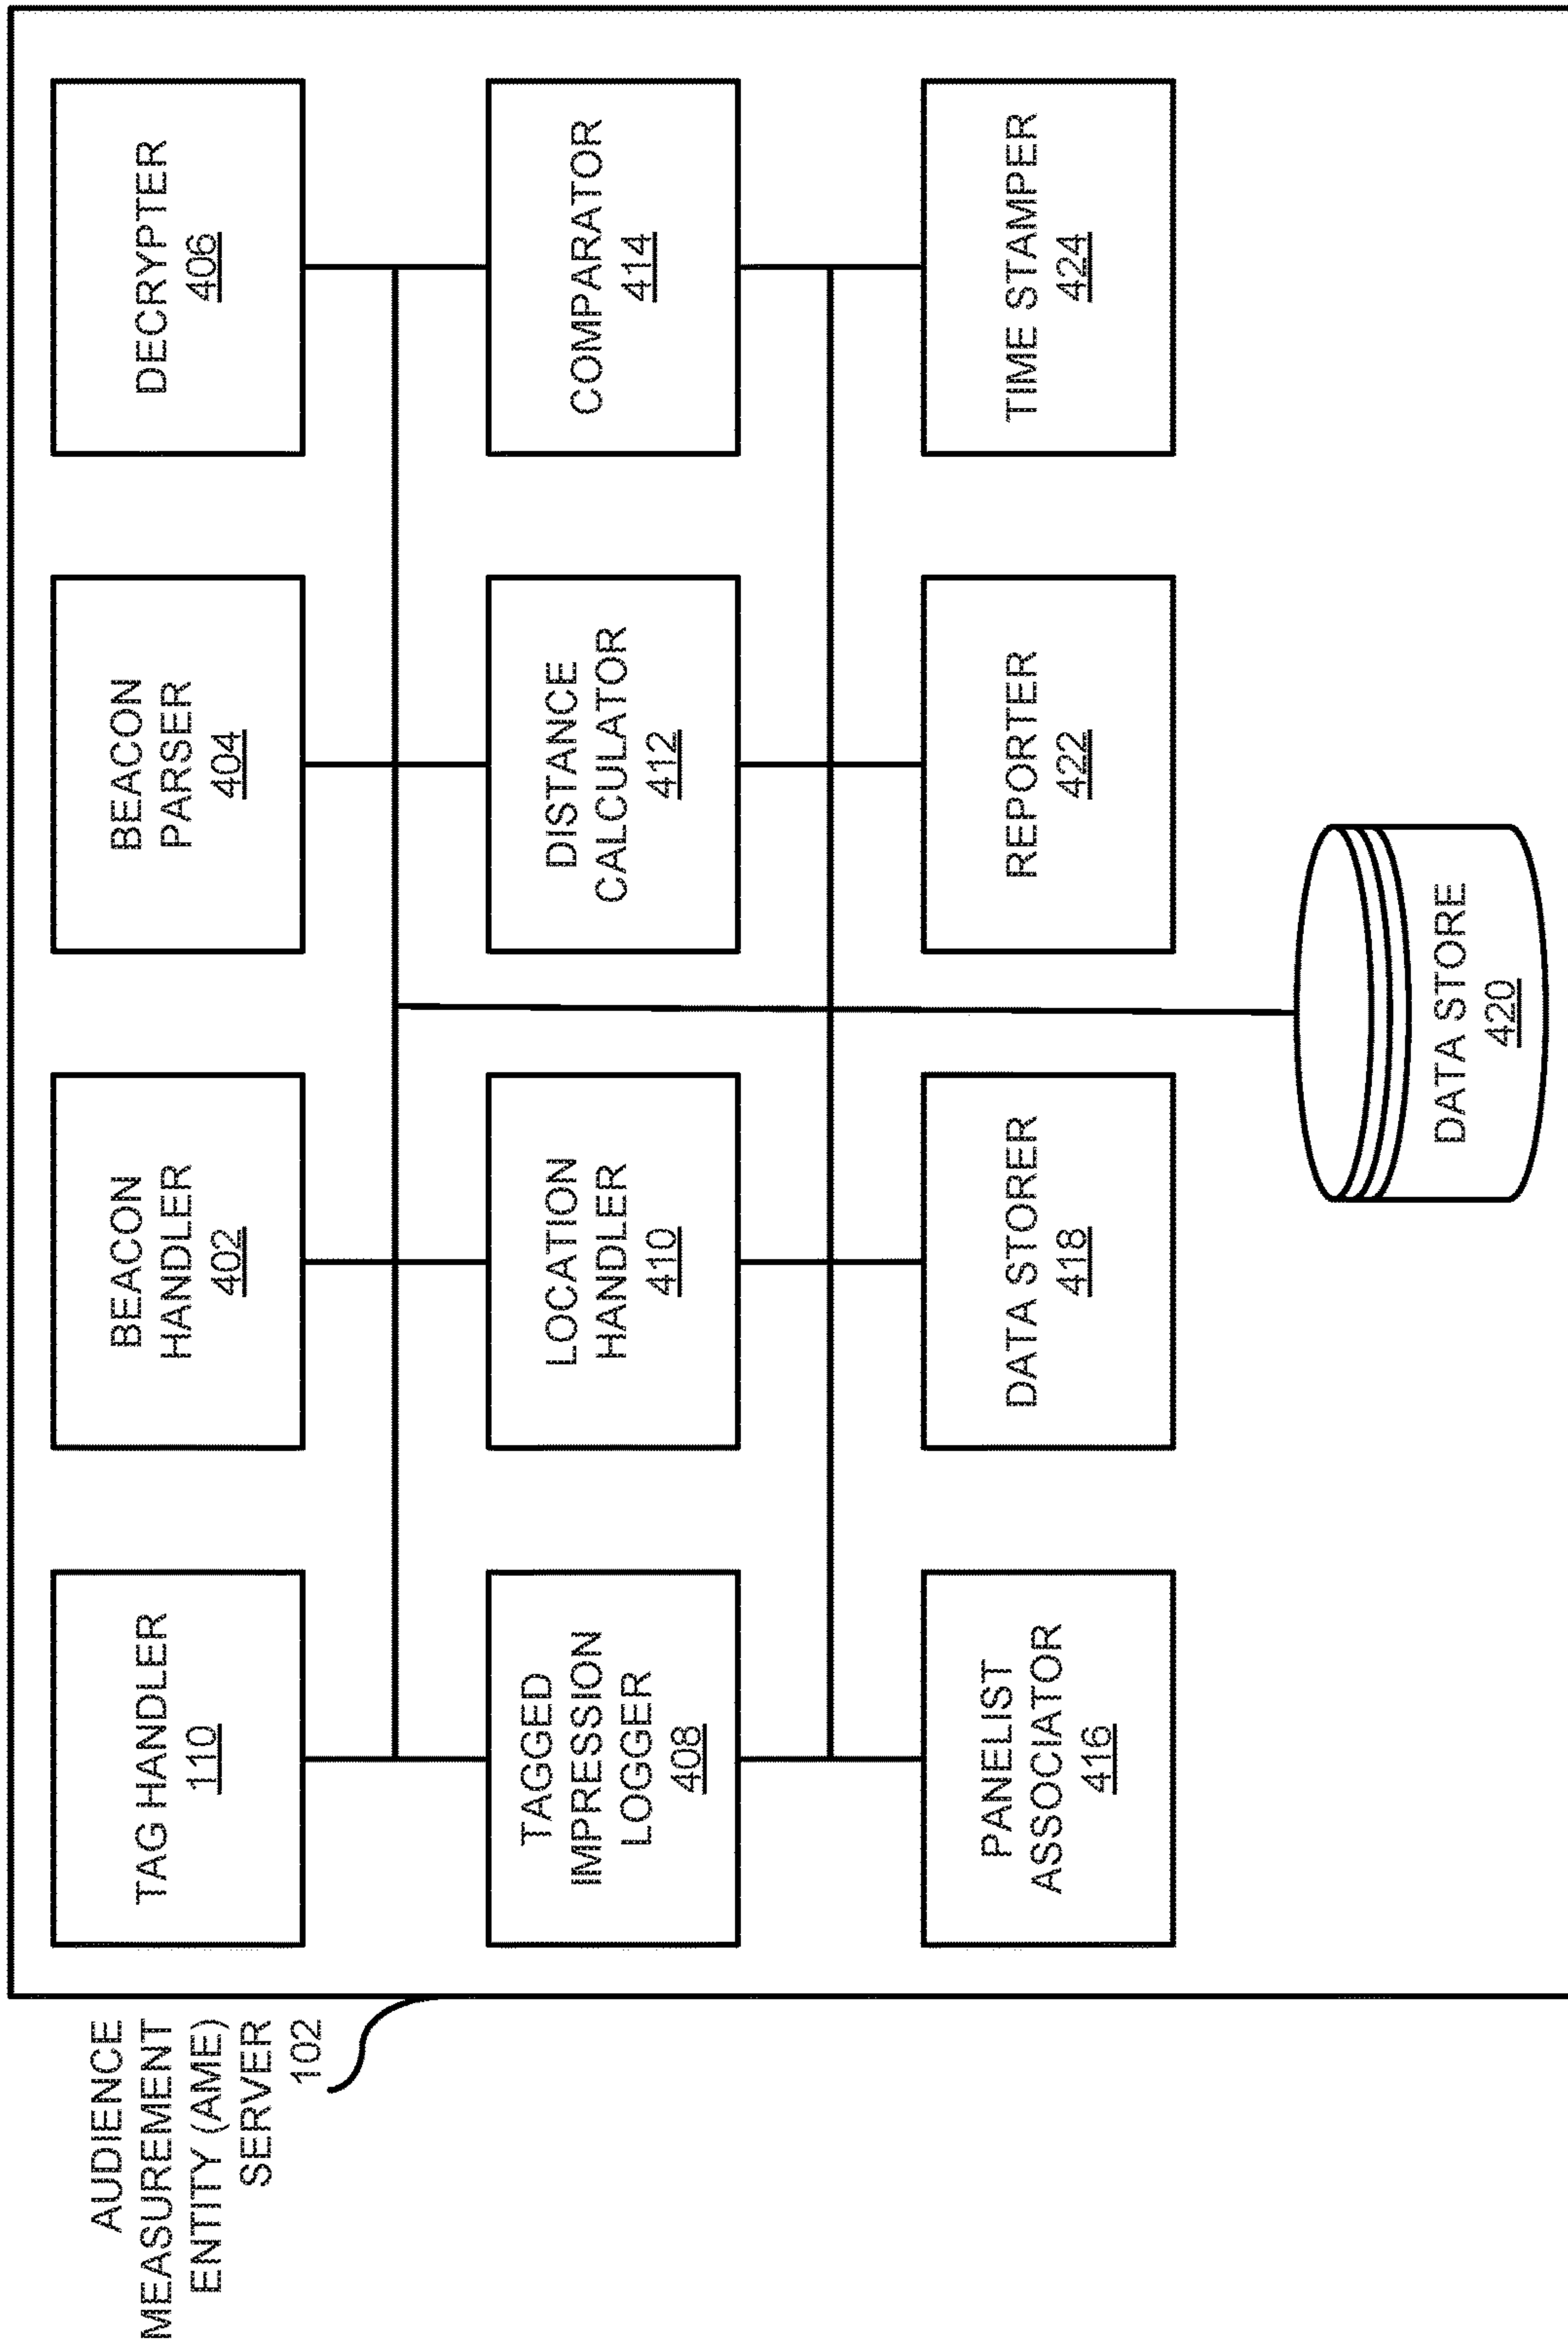 AUDIENCE
MEASUREMENT
ENTITY (AME)
SERVER
102
TAG HANDLER
110
BEACON
HANDLER
402
BEACON
PARSER
404
DECRYPTER
406
TAGGED
IMPRESSION
LOGGER
408
LOCATION
HANDLER
410
DISTANCE
CALCULATOR
412
COMPARATOR
414
PANELIST
ASSOCIATOR
416
DATA STORER
418
REPORTER
422
TIME STAMPER
424
DATA STORE
420